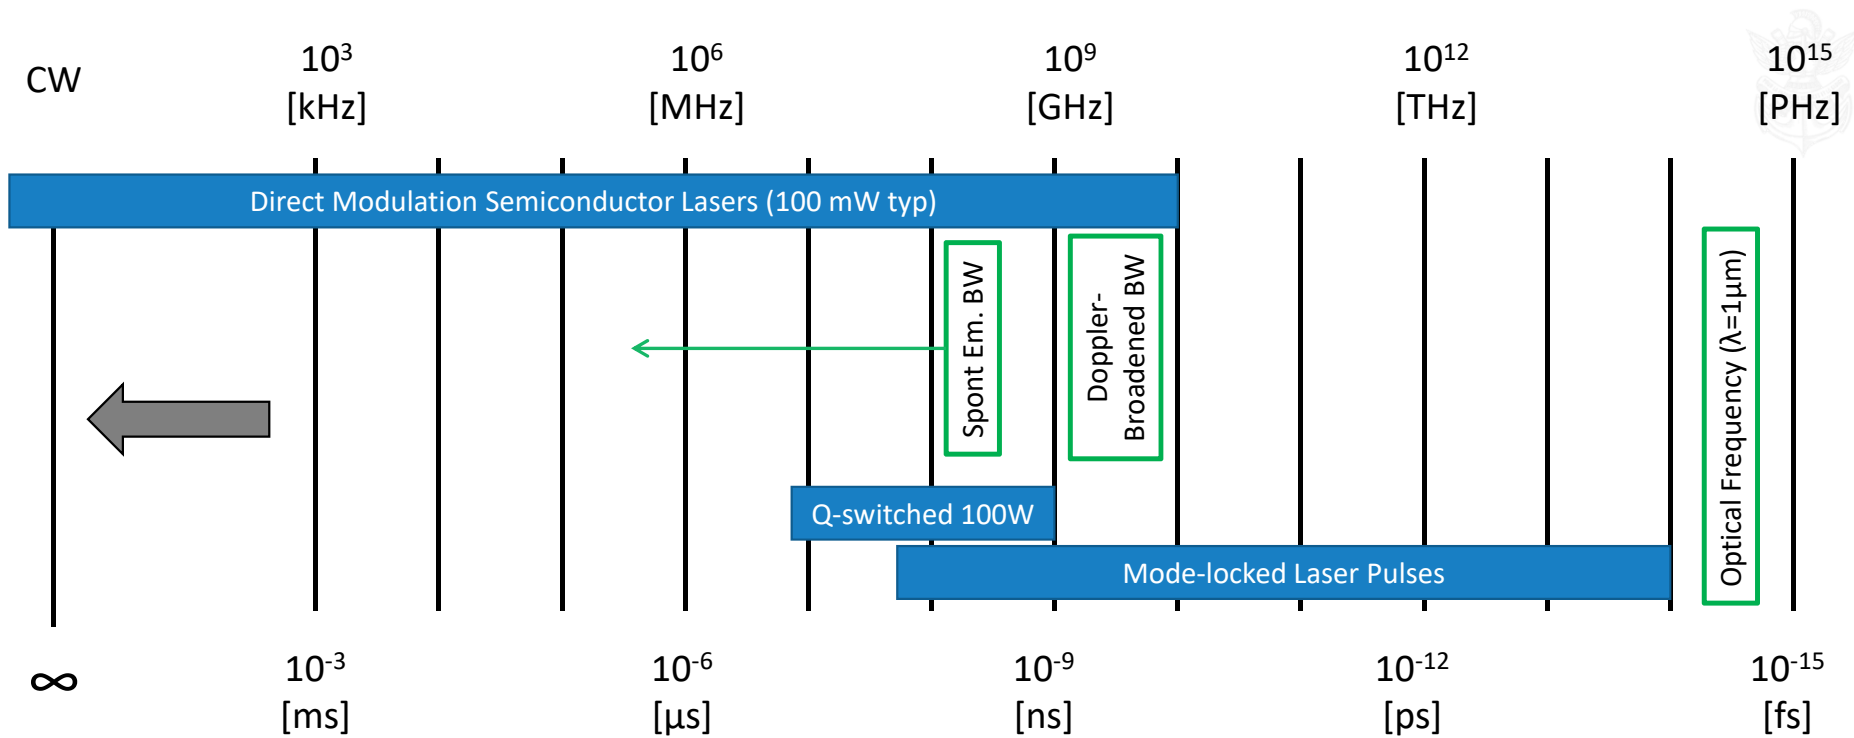 CW
10³
[kHz]
10⁶
[MHz]
10⁹
[GHz]
10¹²
[THz]
10¹⁵
[PHz]
Direct Modulation Semiconductor Lasers (100 mW typ)
Spont Em. BW
Doppler-
Broadened BW
Optical Frequency (λ=1μm)
Q-switched 100W
Mode-locked Laser Pulses
∞
10⁻³
[ms]
10⁻⁶
[μs]
10⁻⁹
[ns]
10⁻¹²
[ps]
10⁻¹⁵
[fs]